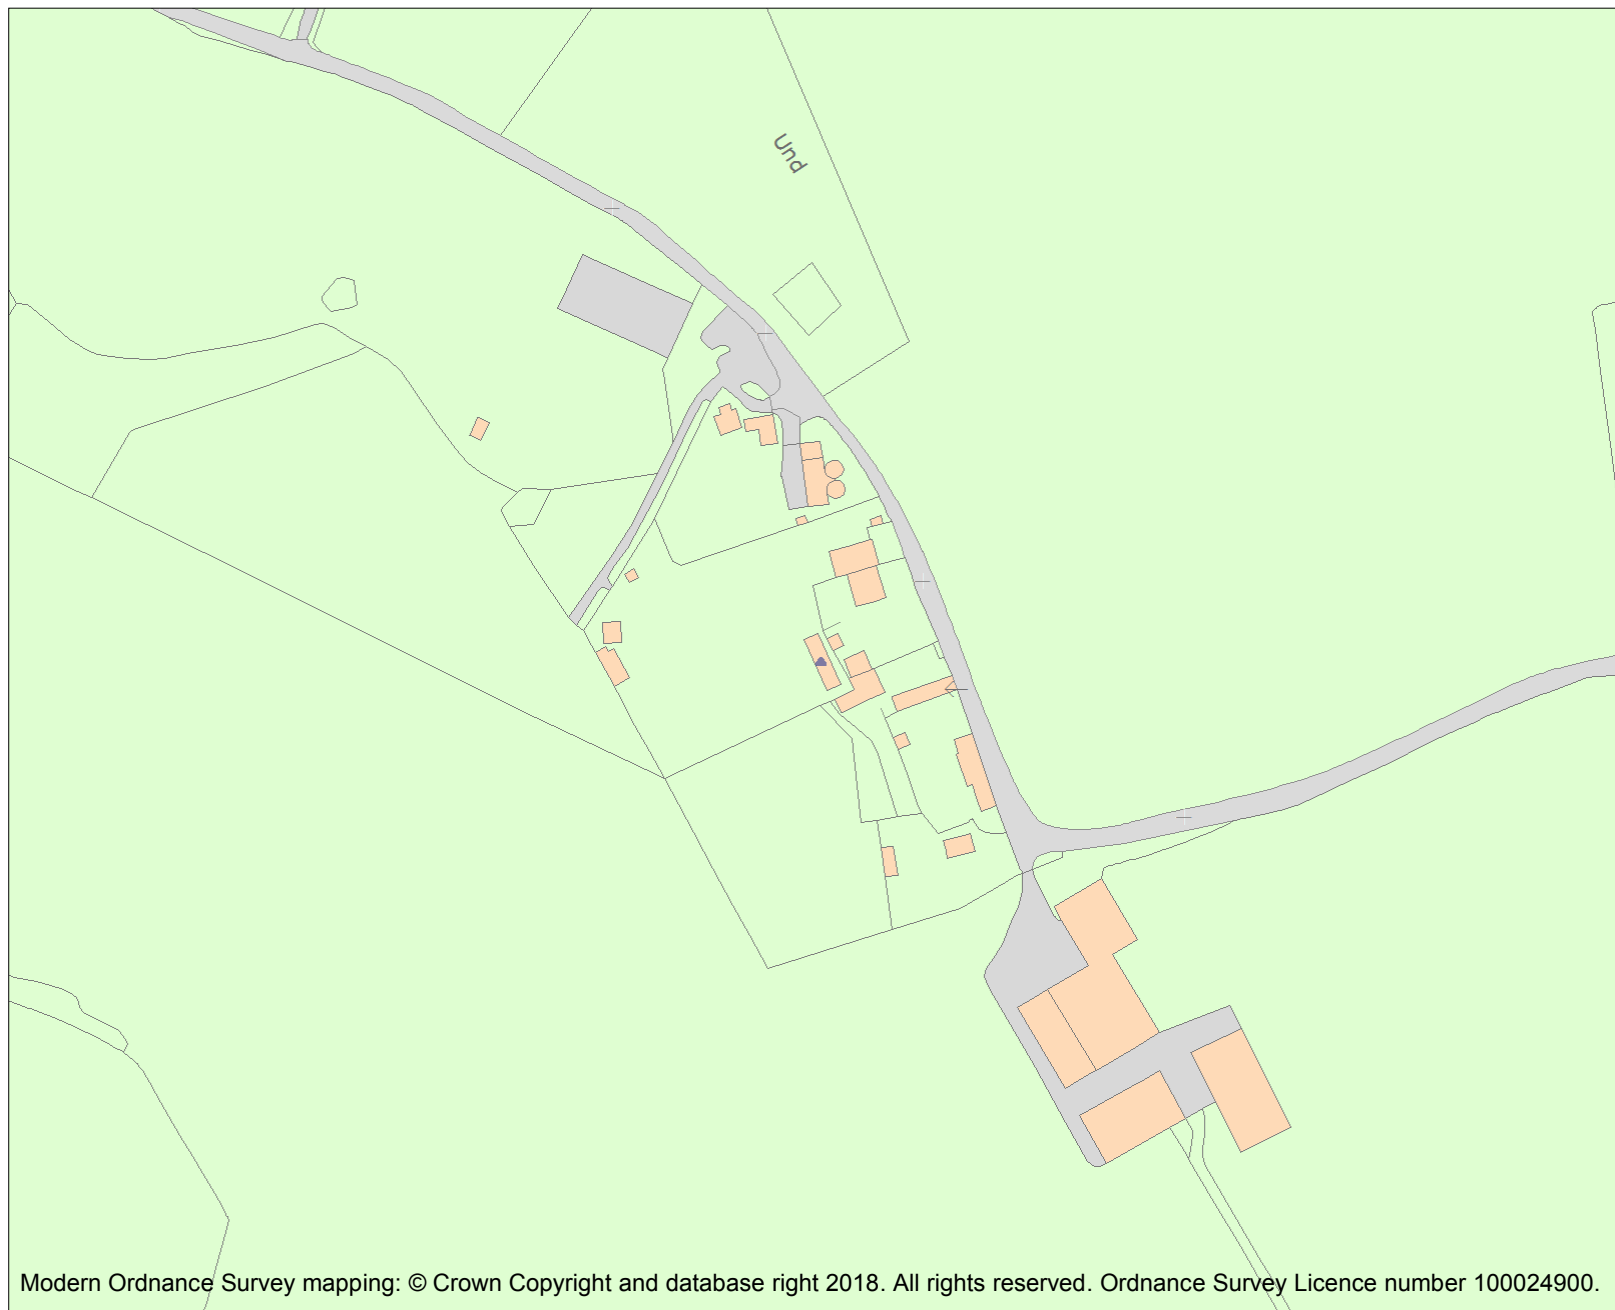 Und
Modern Ordnance Survey mapping: © Crown Copyright and database right 2018. All rights reserved. Ordnance Survey Licence number 100024900.